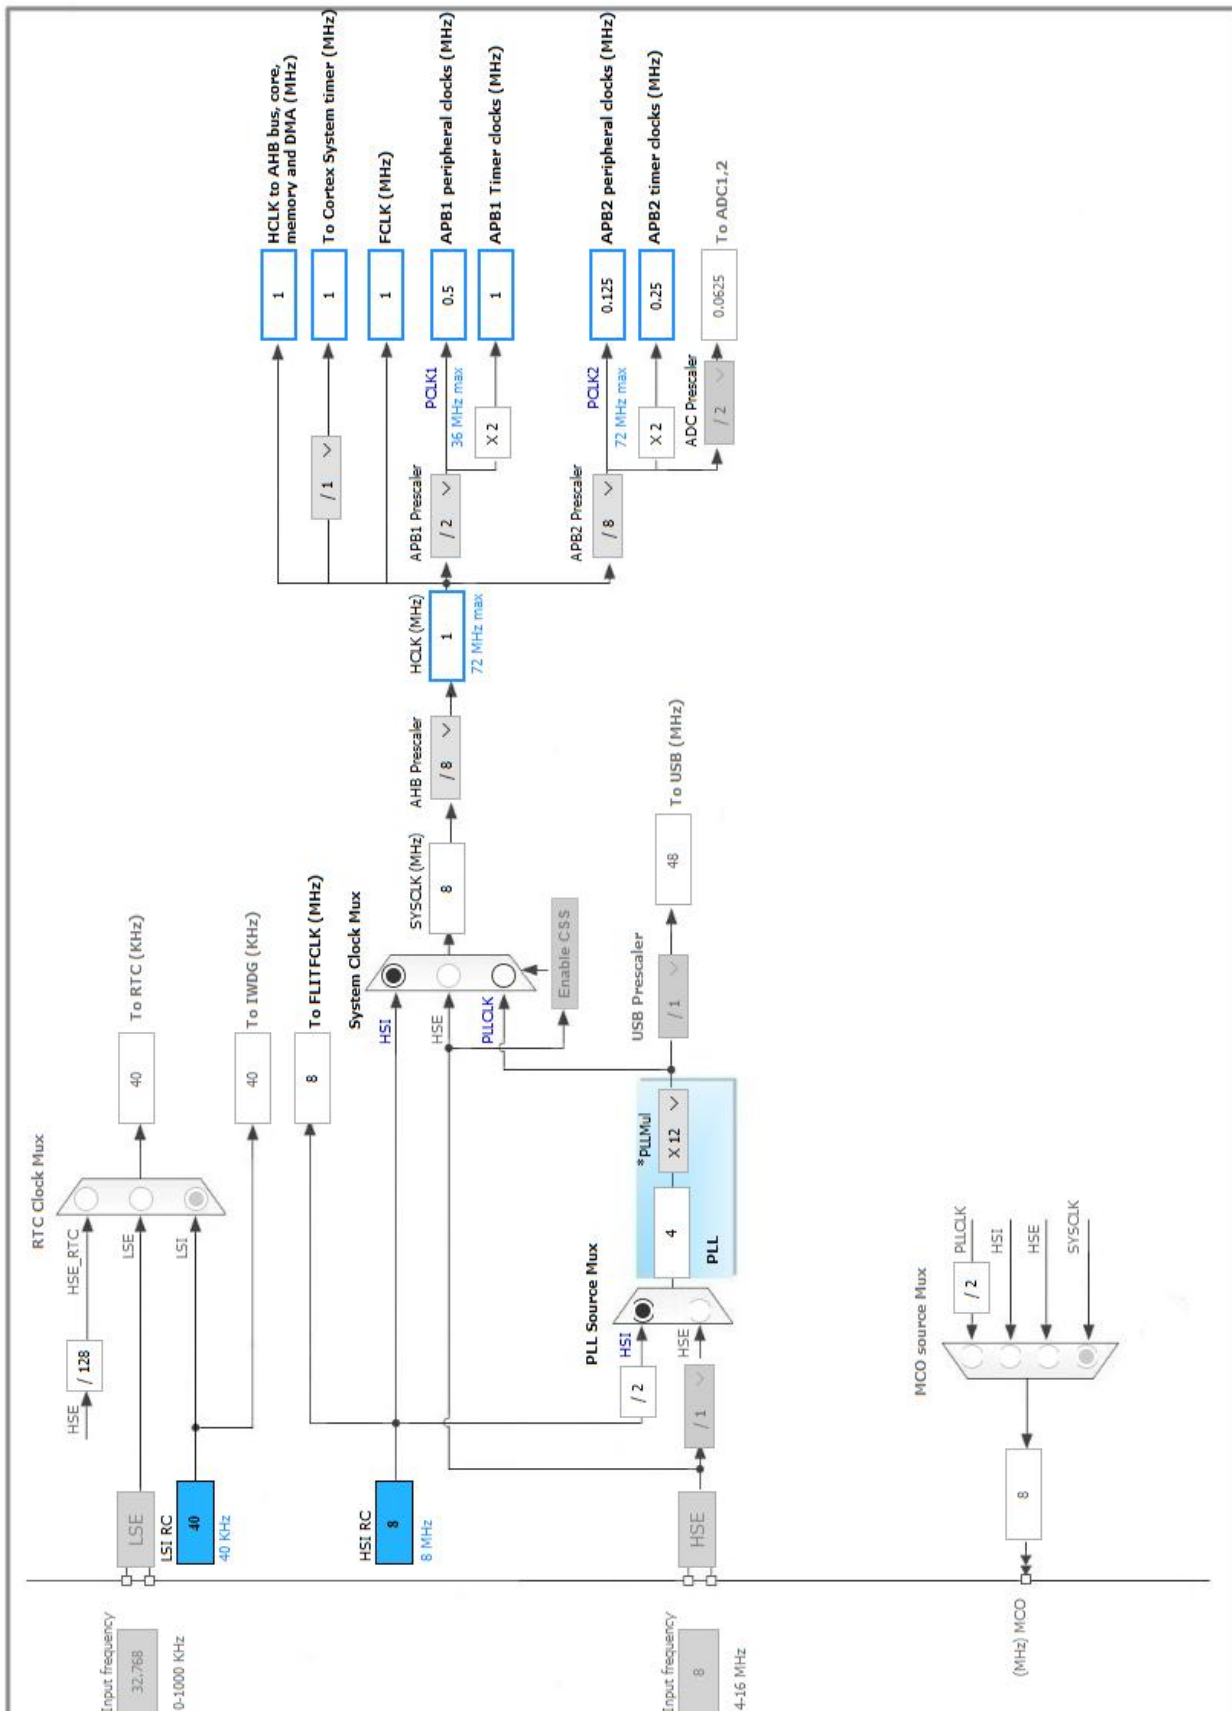 Input frequency
32.768
0-1000 KHz
LSE
LSI RC
40
40 KHz
HSE
/ 128
HSE_RTC
LSE
LSI
RTC Clock Mux
40
To RTC (KHz)
40
To IWDG (KHz)
HSI RC
8
8 MHz
8
To FLITFCLK (MHz)
System Clock Mux
HSI
HSE
PLLCLK
Enable CSS
SYSCLK (MHz)
8
AHB Prescaler
/ 8
HCLK (MHz)
1
72 MHz max
1
HCLK to AHB bus, core,
memory and DMA (MHz)
/ 1
1
To Cortex System timer (MHz)
1
FCLK (MHz)
APB1 Prescaler
/ 2
PCLK1
36 MHz max
0.5
APB1 peripheral clocks (MHz)
X 2
1
APB1 Timer clocks (MHz)
APB2 Prescaler
/ 8
PCLK2
72 MHz max
0.125
APB2 peripheral clocks (MHz)
X 2
0.25
APB2 timer clocks (MHz)
ADC Prescaler
/ 2
0.0625
To ADC1,2
Input frequency
8
4-16 MHz
HSE
/ 2
/ 1
HSI
HSE
PLL Source Mux
4
*PLLMul
X 12
PLL
USB Prescaler
/ 1
48
To USB (MHz)
(MHz) MCO
8
MCO source Mux
/ 2
PLLCLK
HSI
HSE
SYSCLK